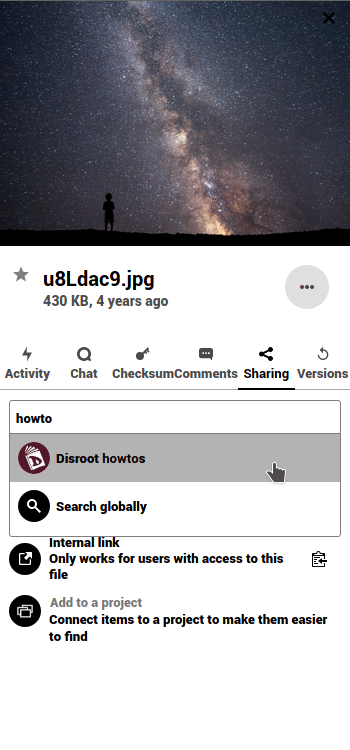 u8Ldac9.jpg
430 KB, 4 years ago
Activity Chat Checksum Comments Sharing Versions
howto
Disroot howtos
Search globally
Internal link
Only works for users with access to this
file
Add to a project
Connect items to a project to make them easier
to find